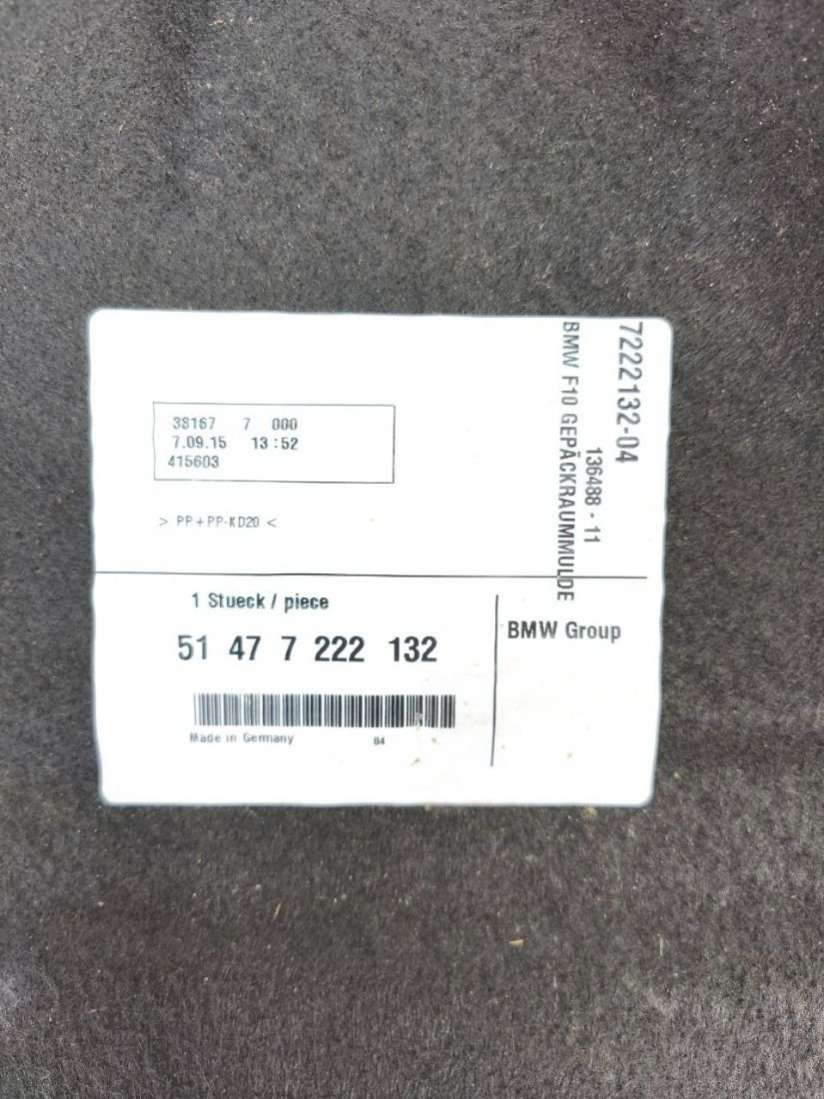 38167 7 000
7.09.15 13:52
415603
> PP+PP-KD20 <
7222132-04
136488 - 11
BMW F10 GEPÄCKRAUMMULDE
1 Stueck / piece
51 47 7 222 132
BMW Group
Made in Germany 04